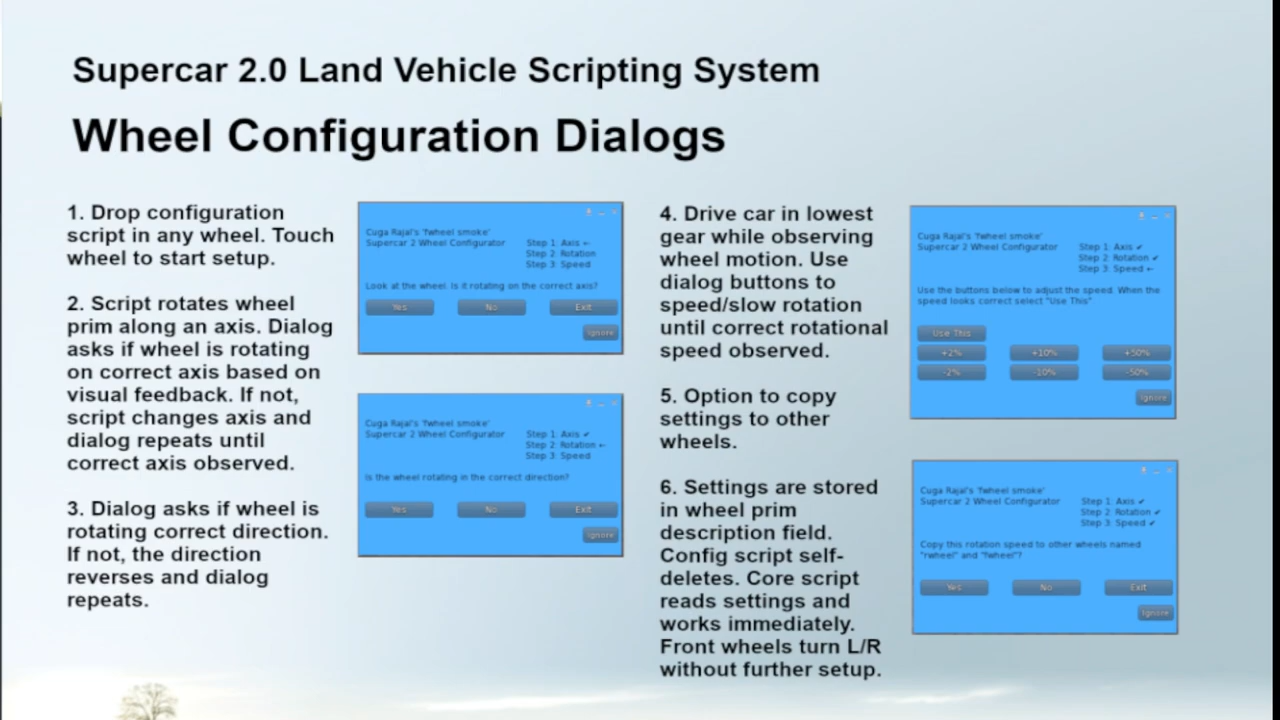 Supercar 2.0 Land Vehicle Scripting System
Wheel Configuration Dialogs
1. Drop configuration
script in any wheel. Touch
wheel to start setup.
2. Script rotates wheel
prim along an axis. Dialog
asks if wheel is rotating
on correct axis based on
visual feedback. If not,
script changes axis and
dialog repeats until
correct axis observed.
3. Dialog asks if wheel is
rotating correct direction.
If not, the direction
reverses and dialog
repeats.
Cuga Rajal's 'fwheel smoke'
Supercar 2 Wheel Configurator
Step 1: Axis ←
Step 2: Rotation
Step 3: Speed
Look at the wheel. Is it rotating on the correct axis?
Yes No Exit
Ignore
Cuga Rajal's 'fwheel smoke'
Supercar 2 Wheel Configurator
Step 1: Axis ✔
Step 2: Rotation ←
Step 3: Speed
Is the wheel rotating in the correct direction?
Yes No Exit
Ignore
4. Drive car in lowest
gear while observing
wheel motion. Use
dialog buttons to
speed/slow rotation
until correct rotational
speed observed.
5. Option to copy
settings to other
wheels.
6. Settings are stored
in wheel prim
description field.
Config script self-
deletes. Core script
reads settings and
works immediately.
Front wheels turn L/R
without further setup.
Cuga Rajal's 'fwheel smoke'
Supercar 2 Wheel Configurator
Step 1: Axis ✔
Step 2: Rotation ✔
Step 3: Speed ←
Use the buttons below to adjust the speed. When the
speed looks correct select "Use This"
Use This
+2% +10% +50%
-2% -10% -50%
Ignore
Cuga Rajal's 'fwheel smoke'
Supercar 2 Wheel Configurator
Step 1: Axis ✔
Step 2: Rotation ✔
Step 3: Speed ✔
Copy this rotation speed to other wheels named
"rwheel" and "fwheel"?
Yes No Exit
Ignore